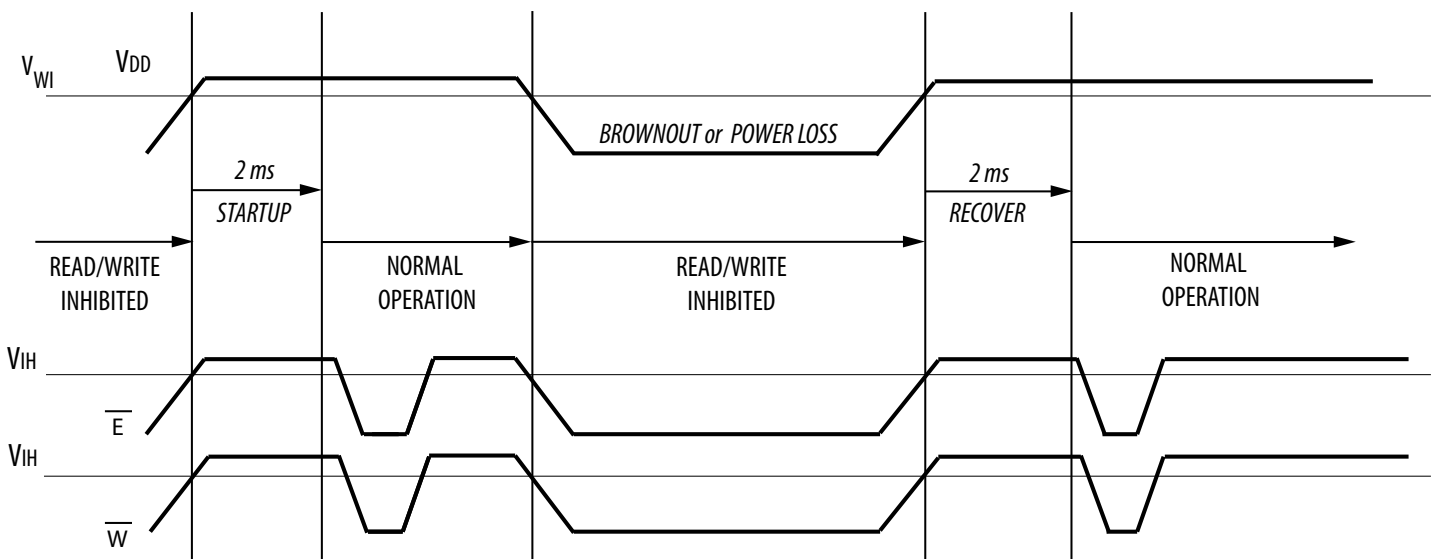 VWI
VDD
BROWNOUT or POWER LOSS
2 ms
STARTUP
2 ms
RECOVER
READ/WRITE
INHIBITED
NORMAL
OPERATION
READ/WRITE
INHIBITED
NORMAL
OPERATION
VIH
E
VIH
W